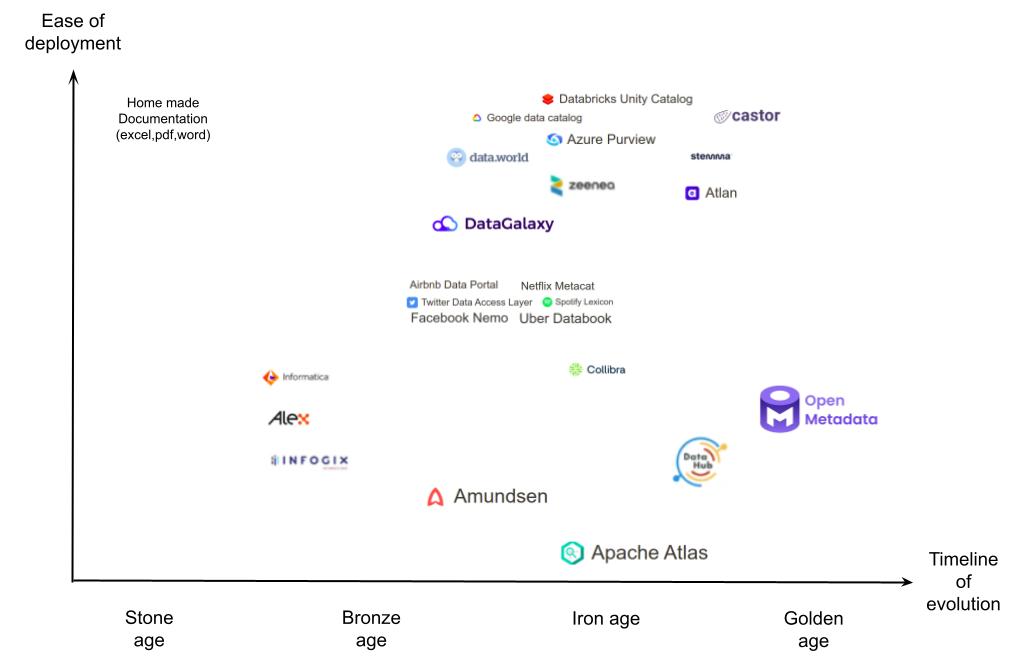 Ease of
deployment
Home made
Documentation
(excel,pdf,word)
Databricks Unity Catalog
Google data catalog
castor
Azure Purview
data.world
stemma
zeenea
Atlan
DataGalaxy
Airbnb Data Portal
Netflix Metacat
Twitter Data Access Layer
Spotify Lexicon
Facebook Nemo
Uber Databook
Collibra
Informatica
Open
Metadata
Alex
Data
Hub
INFOGIX
Amundsen
Apache Atlas
Timeline
of
evolution
Stone
age
Bronze
age
Iron age
Golden
age